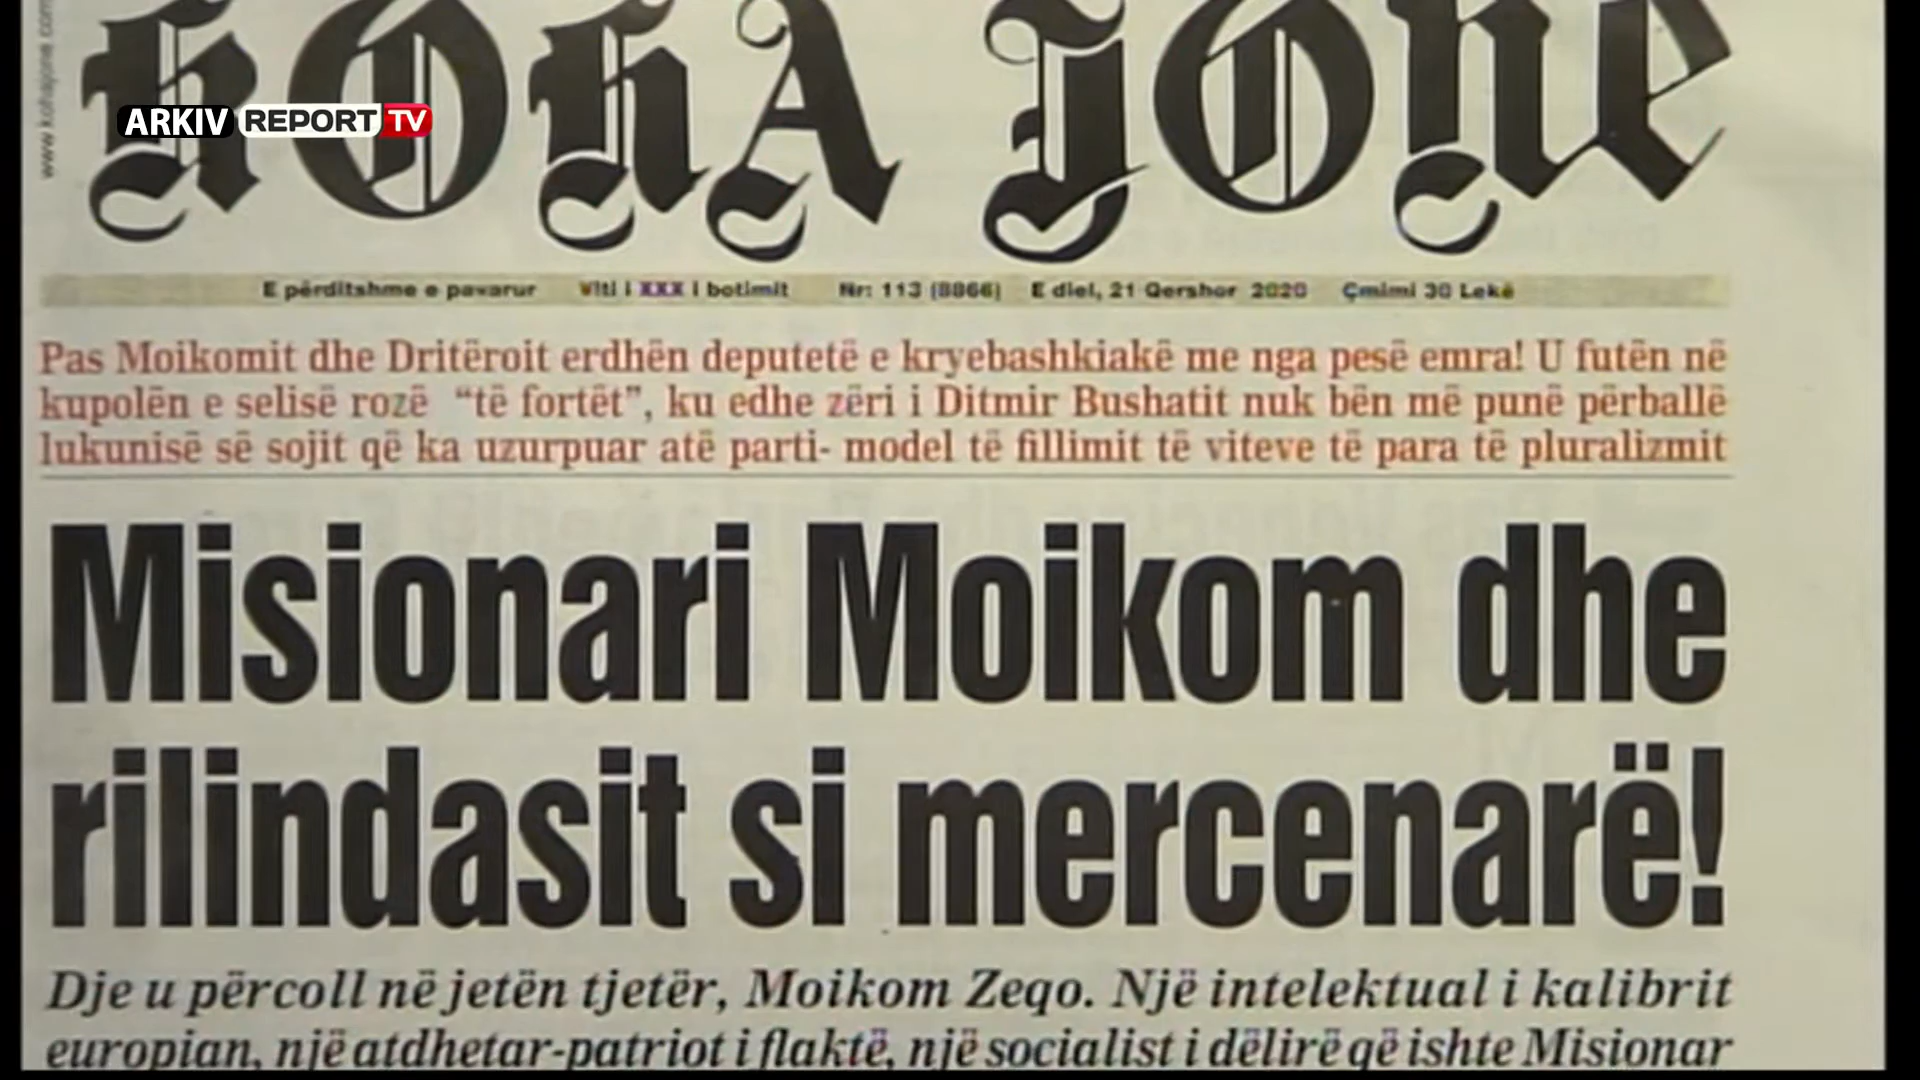 www.kohajone.com
KOHA JONE
ARKIV REPORT TV
E përditshme e pavarur Viti i XXX i botimit Nr: 113 (8866) E diel, 21 Qershor 2020 Çmimi 30 Lekë
Pas Moikomit dhe Dritëroit erdhën deputetë e kryebashkiakë me nga pesë emra! U futën në
kupolën e selisë rozë “të fortët”, ku edhe zëri i Ditmir Bushatit nuk bën më punë përballë
lukunisë së sojit që ka uzurpuar atë parti- model të fillimit të viteve të para të pluralizmit
Misionari Moikom dhe
rilindasit si mercenarë!
Dje u përcoll në jetën tjetër, Moikom Zeqo. Një intelektual i kalibrit
europian, një atdhetar-patriot i flaktë, një socialist i dëlirë që ishte Misionar